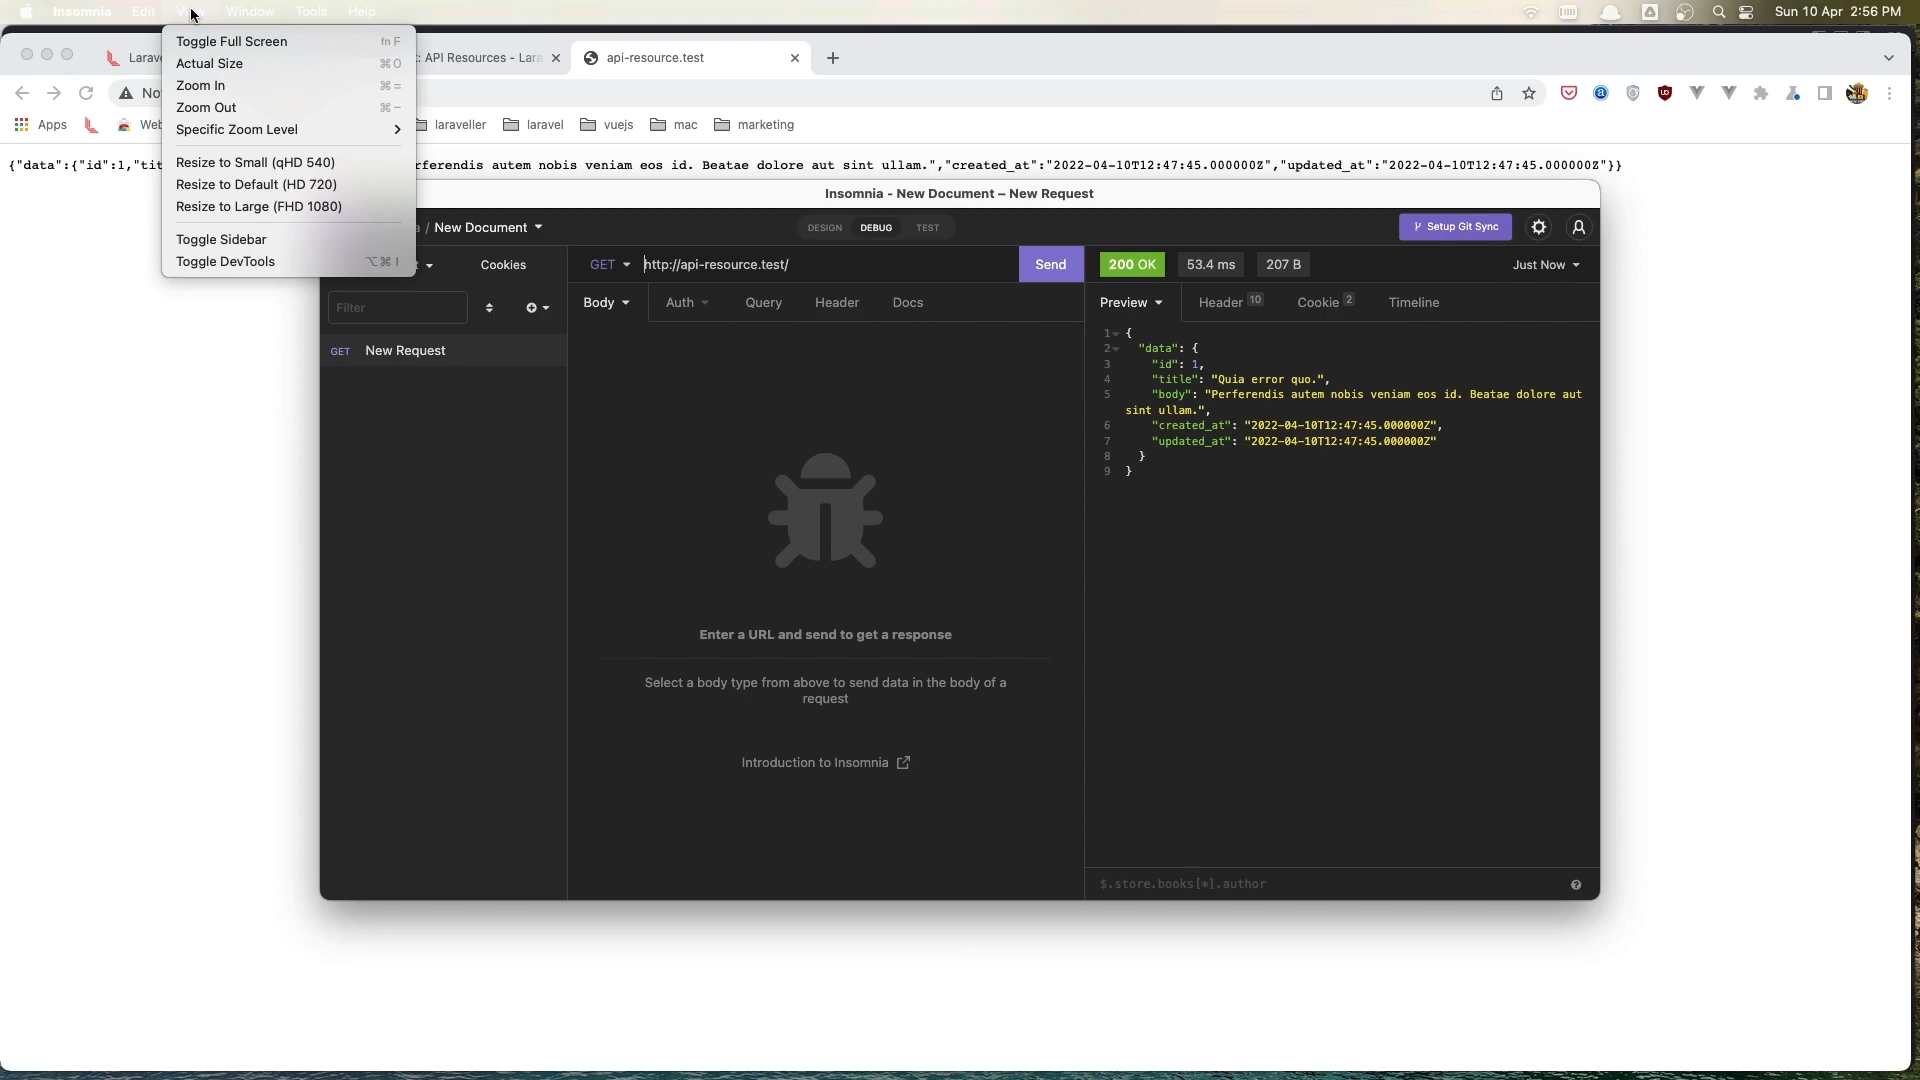 Insomnia Edit View Window Tools Help
Sun 10 Apr 2:56 PM
Larave
: API Resources - Lara
api-resource.test
No
Apps
Web
laraveller
laravel
vuejs
mac
marketing
{"data":{"id":1,"tit
rferendis autem nobis veniam eos id. Beatae dolore aut sint ullam.","created_at":"2022-04-10T12:47:45.000000Z","updated_at":"2022-04-10T12:47:45.000000Z"}}
Toggle Full Screen fn F
Actual Size ⌘0
Zoom In ⌘=
Zoom Out ⌘-
Specific Zoom Level
Resize to Small (qHD 540)
Resize to Default (HD 720)
Resize to Large (FHD 1080)
Toggle Sidebar
Toggle DevTools ⌥⌘I
Insomnia - New Document – New Request
a / New Document
DESIGN DEBUG TEST
Setup Git Sync
t
Cookies
GET http://api-resource.test/
Send
200 OK
53.4 ms
207 B
Just Now
Filter
Body
Auth
Query
Header
Docs
Preview
Header 10
Cookie 2
Timeline
GET New Request
1 {
2 "data": {
3 "id": 1,
4 "title": "Quia error quo.",
5 "body": "Perferendis autem nobis veniam eos id. Beatae dolore aut
sint ullam.",
6 "created_at": "2022-04-10T12:47:45.000000Z",
7 "updated_at": "2022-04-10T12:47:45.000000Z"
8 }
9 }
Enter a URL and send to get a response
Select a body type from above to send data in the body of a
request
Introduction to Insomnia
$.store.books[*].author